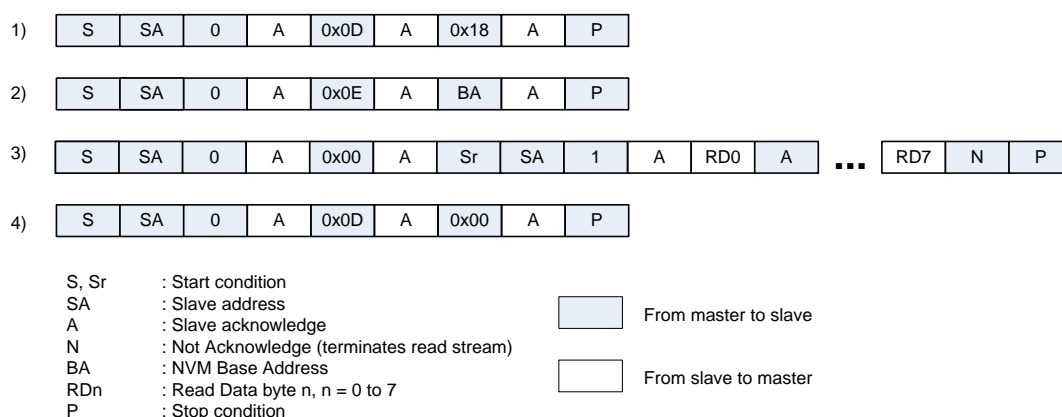 1) S SA 0 A 0x0D A 0x18 A P
2) S SA 0 A 0x0E A BA A P
3) S SA 0 A 0x00 A Sr SA 1 A RD0 A ... RD7 N P
4) S SA 0 A 0x0D A 0x00 A P
S, Sr : Start condition
SA : Slave address
A : Slave acknowledge
N : Not Acknowledge (terminates read stream)
BA : NVM Base Address
RDn : Read Data byte n, n = 0 to 7
P : Stop condition
From master to slave
From slave to master